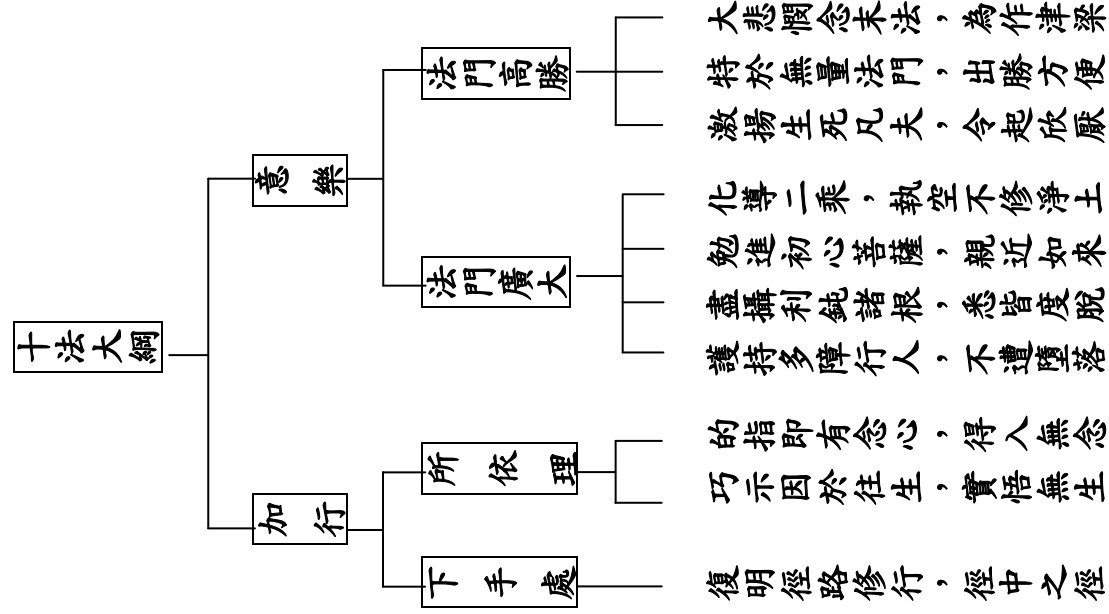 十法大綱
意樂
法門高勝
大悲憫念末法，為作津梁
特於無量法門，出勝方便
激揚生死凡夫，令起欣厭
法門廣大
化導二乘，執空不修淨土
勉進初心菩薩，親近如來
盡攝利鈍諸根，悉皆度脫
護持多障行人，不遭墮落
加行
所依理
的指即有念心，得入無念
巧示因於往生，實悟無生
下手處
復明徑路修行，徑中之徑